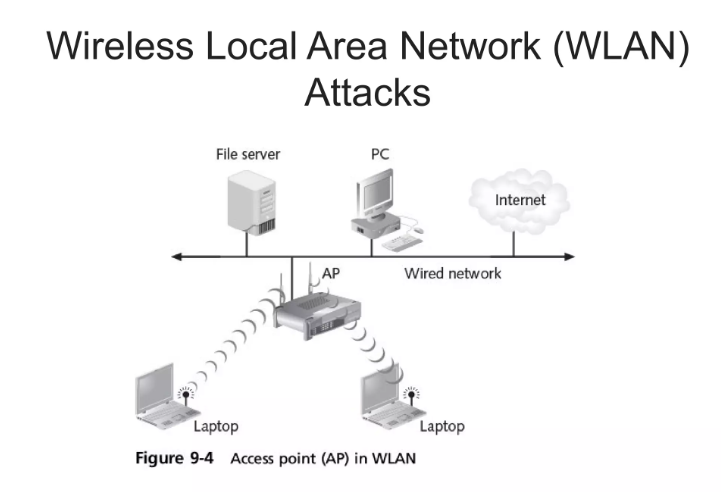 Wireless Local Area Network (WLAN)
Attacks
File server
PC
Internet
AP
Wired network
Laptop
Laptop
Figure 9-4 Access point (AP) in WLAN